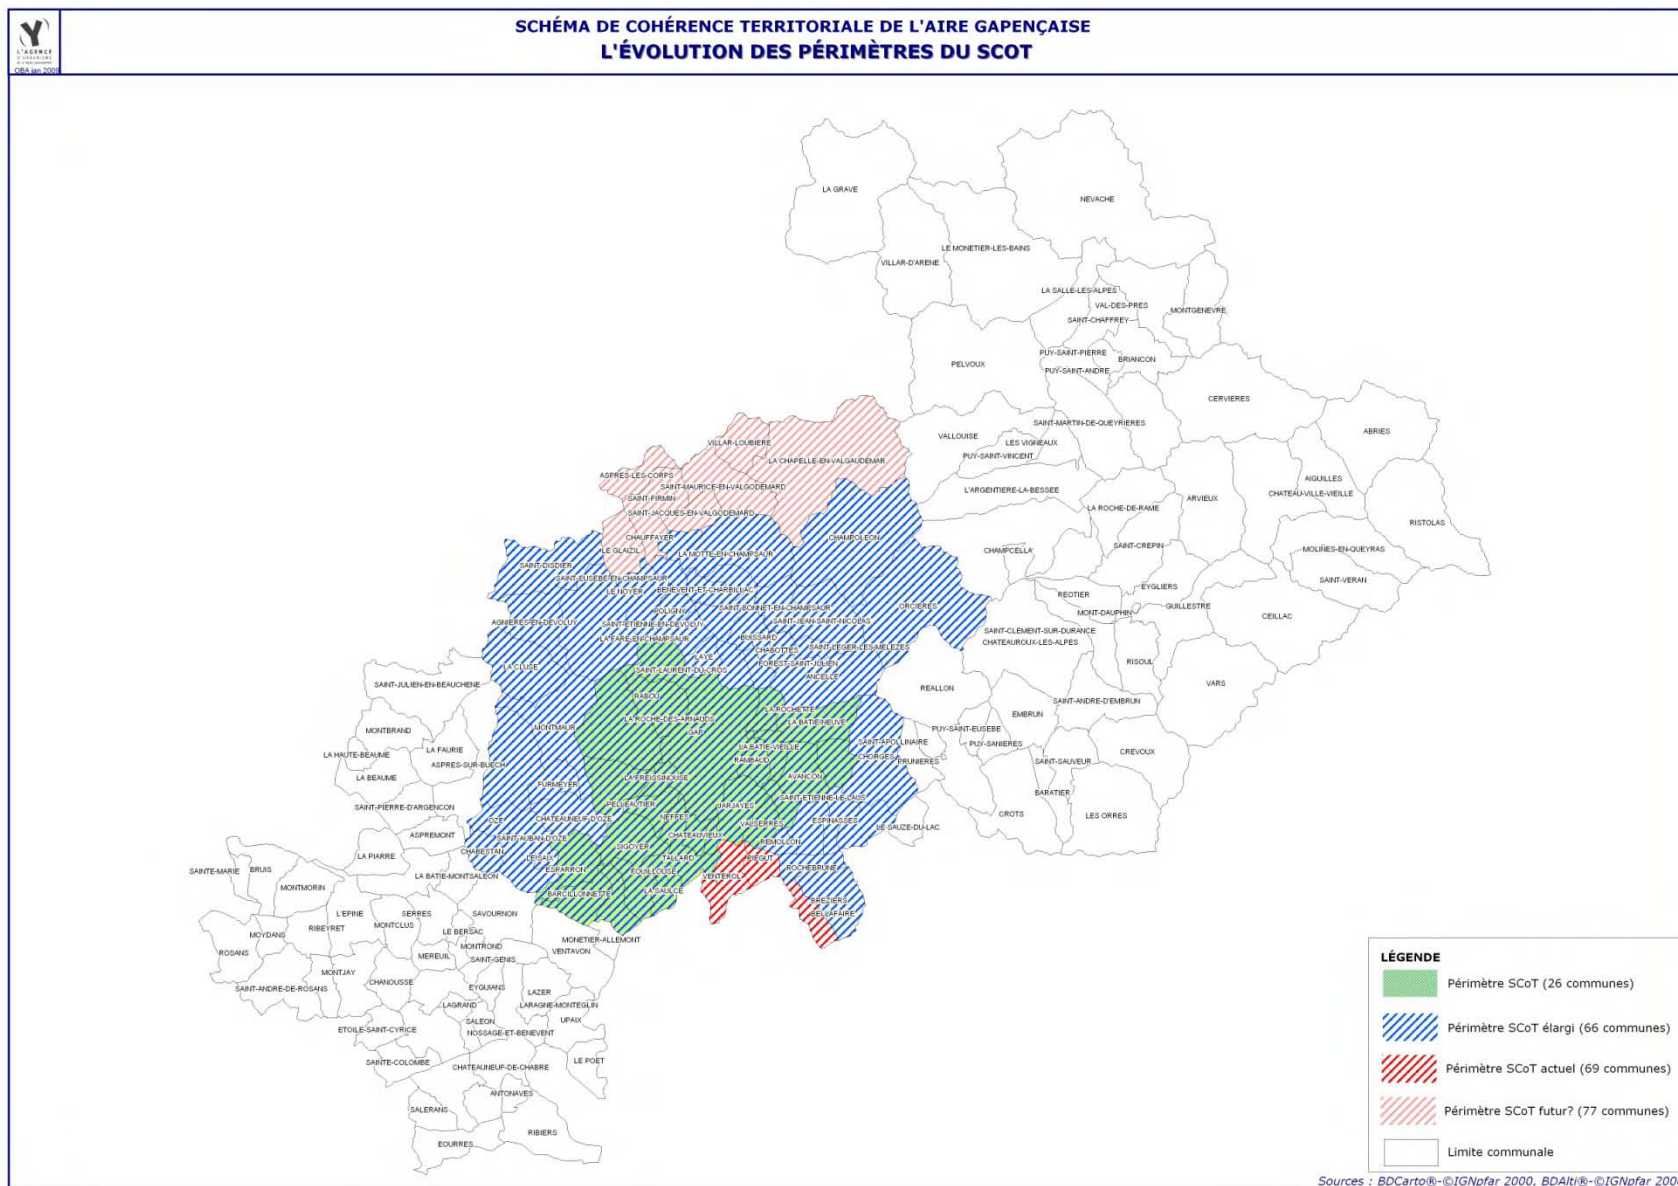 SCHÉMA DE COHÉRENCE TERRITORIALE DE L'AIRE GAPENÇAISE
L'ÉVOLUTION DES PÉRIMÈTRES DU SCOT
L'AGENCE
LA GRAVE
NEVACHE
LE MONETIER-LES-BAINS
VILLAR-D'ARENE
LA SALLE-LES-ALPES
VAL-DES-PRES
MONTGENEVRE
SAINT-CHAFFREY
PUY-SAINT-PIERRE
BRIANCON
PELVOUX
PUY-SAINT-ANDRE
CERVIERES
SAINT-MARTIN-DE-QUEYRIERES
ABRIES
VALLOUISE
LES VIGNEAUX
VILLAR-LOUBIERE
PUY-SAINT-VINCENT
LA CHAPELLE-EN-VALGAUDEMAR
ASPRES-LES-CORPS
AIGUILLES
SAINT-MAURICE-EN-VALGODEMARD
L'ARGENTIERE-LA-BESSEE
CHATEAU-VILLE-VIEILLE
SAINT-FIRMIN
ARVIEUX
LA ROCHE-DE-RAME
SAINT-JACQUES-EN-VALGODEMARD
RISTOLAS
CHAUFFAYER
CHAMPOLEON
SAINT-CREPIN
LE GLAIZIL
LA MOTTE-EN-CHAMPSAUR
CHAMPCELLA
MOLINES-EN-QUEYRAS
SAINT-DISDIER
SAINT-EUSEBE-EN-CHAMPSAUR
SAINT-VERAN
EYGLIERS
LE NOYER
BENEVENT-ET-CHARBILLAC
REOTIER
POLIGNY
SAINT-BONNET-EN-CHAMPSAUR
ORCIERES
GUILLESTRE
MONT-DAUPHIN
CEILLAC
AGNIERES-EN-DEVOLUY
SAINT-ETIENNE-EN-DEVOLUY
SAINT-JEAN-SAINT-NICOLAS
SAINT-CLEMENT-SUR-DURANCE
LA FARE-EN-CHAMPSAUR
BUISSARD
CHATEAUROUX-LES-ALPES
CHABOTTES
SAINT-LEGER-LES-MELEZES
LAYE
FOREST-SAINT-JULIEN
RISOUL
LA CLUSE
SAINT-LAURENT-DU-CROS
ANCELLE
VARS
SAINT-JULIEN-EN-BEAUCHENE
REALLON
RABOU
SAINT-ANDRE-D'EMBRUN
LA ROCHETTE
EMBRUN
LA ROCHE-DES-ARNAUDS
LA BATIE-NEUVE
MONTMAUR
MONTBRAND
GAP
PUY-SAINT-EUSEBE
SAINT-APOLLINAIRE
PUY-SANIERES
LA FAURIE
LA BATIE-VIEILLE
CREVOUX
LA HAUTE-BEAUME
RAMBAUD
CHORGES
PRUNIERES
SAINT-SAUVEUR
ASPRES-SUR-BUECH
LA BEAUME
LA FREISSINOUSE
AVANCON
FURMEYER
BARATIER
SAINT-ETIENNE-LE-LAUS
PELLEAUTIER
JARJAYES
SAINT-PIERRE-D'ARGENCON
CROTS
LES ORRES
OZE
CHATEAUNEUF-D'OZE
NEFFES
VALSERRES
ESPINASSES
LE-SAUZE-DU-LAC
ASPREMONT
SAINT-AUBAN-D'OZE
CHATEAUVIEUX
REMOLLON
SIGOYER
CHABESTAN
LA PIARRE
TALLARD
PIEGUT
ESPARRON
FOUILLOUSE
ROCHEBRUNE
SAINTE-MARIE
BRUIS
LA BATIE-MONTSALEON
VENTEROL
MONTMORIN
BARCILLONNETTE
LA SAULCE
BREZIERS
L'EPINE
SERRES
SAVOURNON
BELLAFAIRE
MONTCLUS
RIBEYRET
LE BERSAC
MOYDANS
MONETIER-ALLEMONT
MONTROND
VENTAVON
ROSANS
MEREUIL
SAINT-GENIS
MONTJAY
CHANOUSSE
SAINT-ANDRE-DE-ROSANS
EYGUIANS
LAZER
LAGRAND
LARAGNE-MONTEGLIN
SALEON
UPAIX
ETOILE-SAINT-CYRICE
NOSSAGE-ET-BENEVENT
SAINTE-COLOMBE
LE POET
CHATEAUNEUF-DE-CHABRE
ANTONAVES
SALERANS
RIBIERS
EOURRES
LÉGENDE
Périmètre SCoT (26 communes)
Périmètre SCoT élargi (66 communes)
Périmètre SCoT actuel (69 communes)
Périmètre SCoT futur? (77 communes)
Limite communale
Sources : BDCarto®-©IGNpfar 2000, BDAlti®-©IGNpfar 200